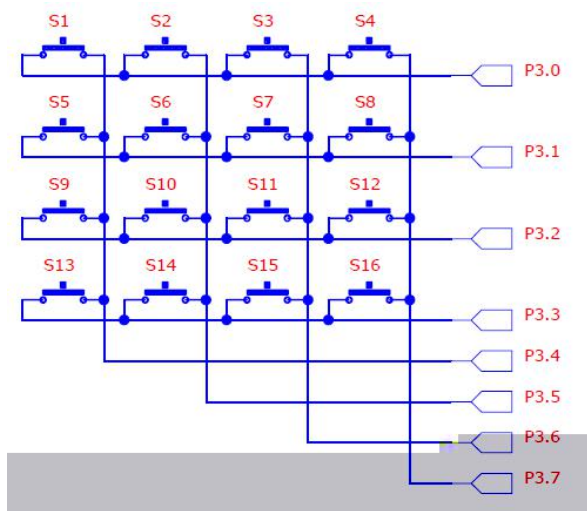 S1 S2 S3 S4
P3.0
S5 S6 S7 S8
P3.1
S9 S10 S11 S12
P3.2
S13 S14 S15 S16
P3.3
P3.4
P3.5
P3.6
P3.7